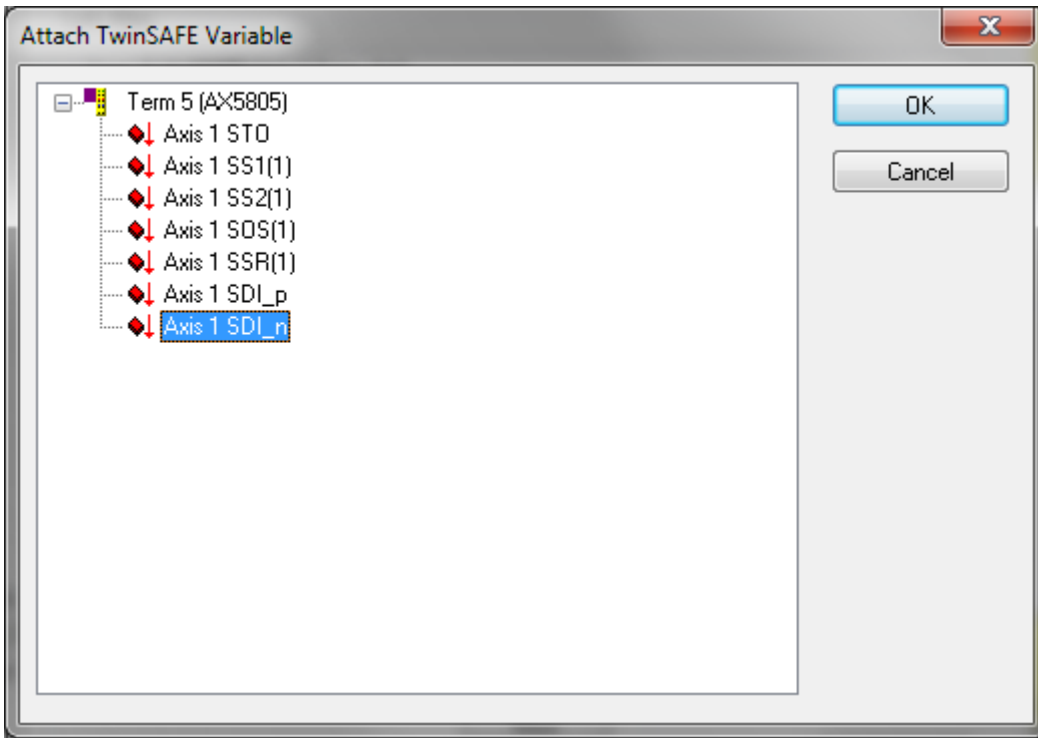 Attach TwinSAFE Variable
Term 5 (AX5805)
Axis 1 STO
Axis 1 SS1(1)
Axis 1 SS2(1)
Axis 1 SOS(1)
Axis 1 SSR(1)
Axis 1 SDI_p
Axis 1 SDI_n
OK
Cancel